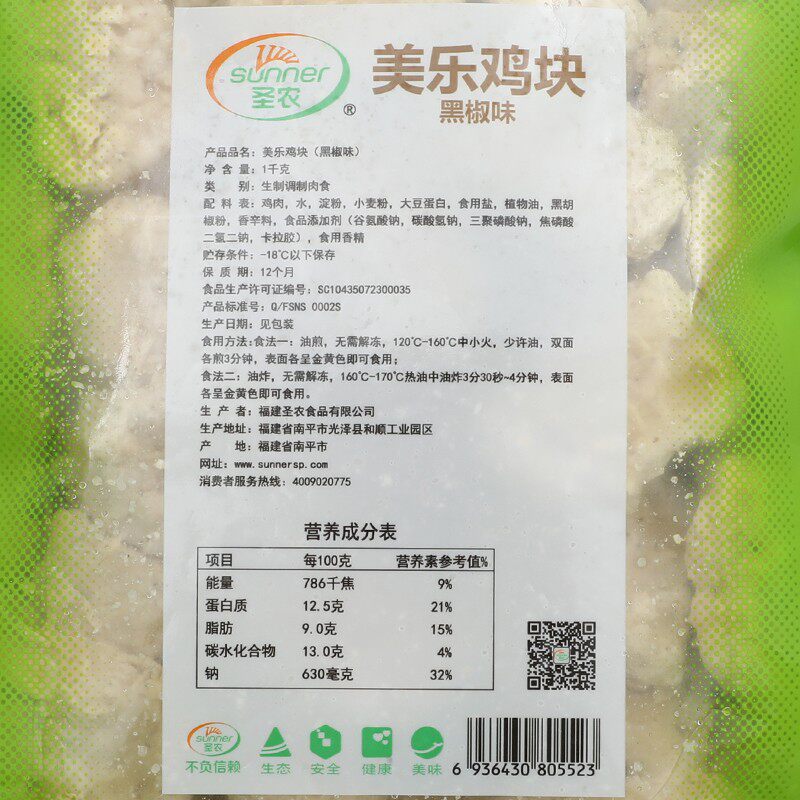 sunner
圣农
®
美乐鸡块
黑椒味
产品品名：美乐鸡块（黑椒味）
净 含 量：1千克
类 别：生制调制肉食
配 料 表：鸡肉，水，淀粉，小麦粉，大豆蛋白，食用盐，植物油，黑胡
椒粉，香辛料，食品添加剂（谷氨酸钠，碳酸氢钠，三聚磷酸钠，焦磷酸
二氢二钠，卡拉胶），食用香精
贮存条件：-18℃以下保存
保 质 期：12个月
食品生产许可证编号：SC10435072300035
产品标准号：Q/FSNS 0002S
生产日期：见包装
食用方法：食法一：油煎，无需解冻，120℃-160℃中小火，少许油，双面
各煎3分钟，表面各呈金黄色即可食用；
食法二：油炸，无需解冻，160℃-170℃热油中油炸3分30秒~4分钟，表面
各呈金黄色即可食用。
生 产 者：福建圣农食品有限公司
生产地址：福建省南平市光泽县和顺工业园区
产 地：福建省南平市
网址：www.sunnersp.com
消费者服务热线：4009020775
营养成分表
项目 每100克 营养素参考值%
能量 786千焦 9%
蛋白质 12.5克 21%
脂肪 9.0克 15%
碳水化合物 13.0克 4%
钠 630毫克 32%
sunner
圣农
不负信赖 生态 安全 健康 美味
6 936430 805523